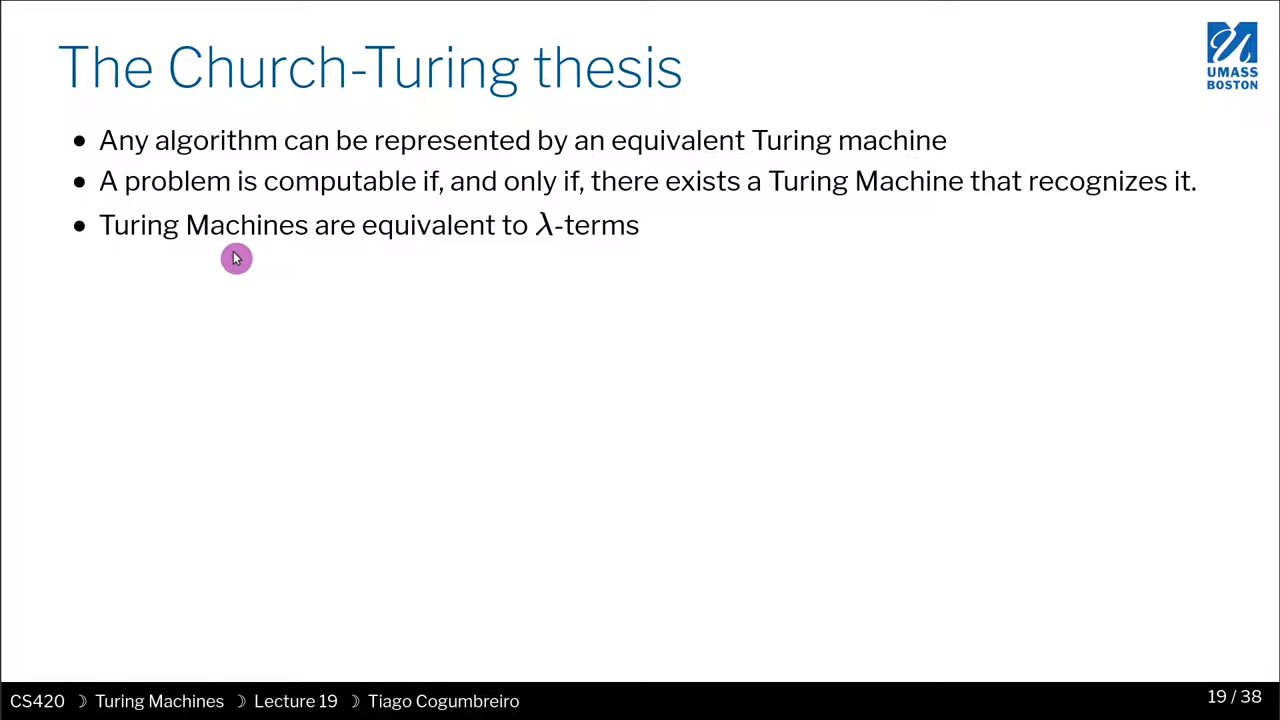 The Church-Turing thesis
UMASS
BOSTON
• Any algorithm can be represented by an equivalent Turing machine
• A problem is computable if, and only if, there exists a Turing Machine that recognizes it.
• Turing Machines are equivalent to λ-terms
CS420 ☽ Turing Machines ☽ Lecture 19 ☽ Tiago Cogumbreiro
19 / 38